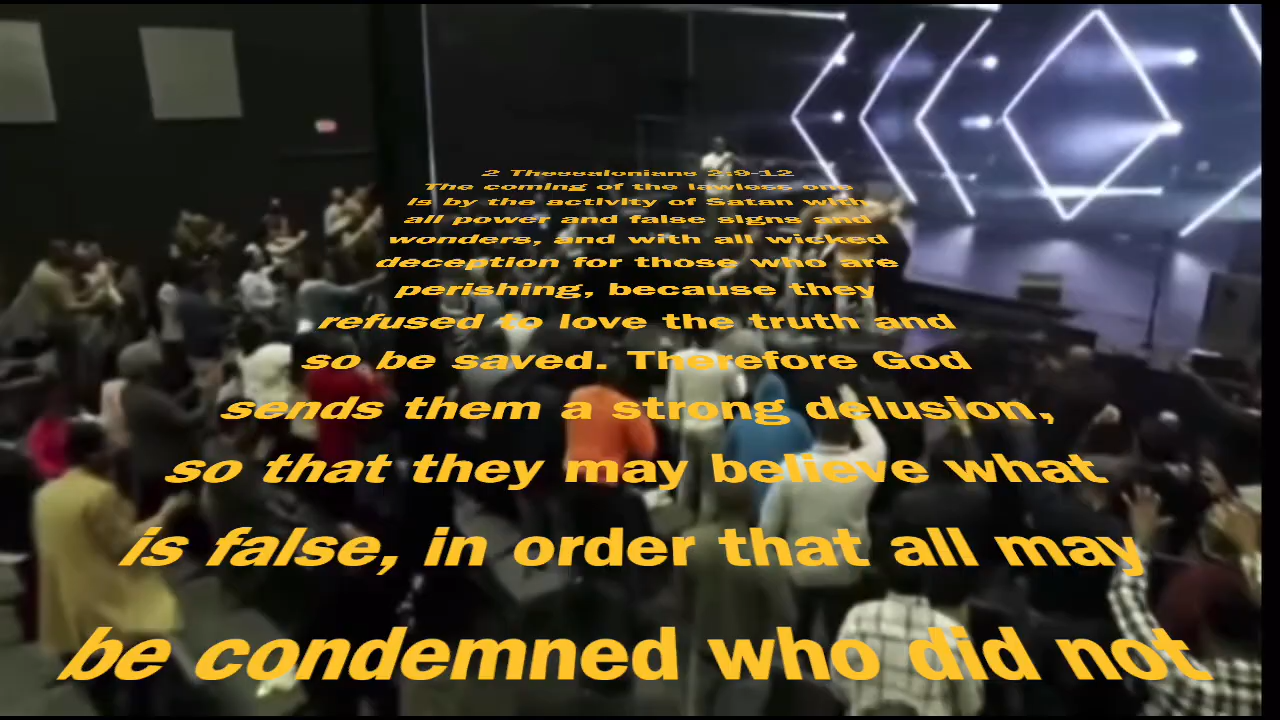 2 Thessalonians 2:9-12
The coming of the lawless one
is by the activity of Satan with
all power and false signs and
wonders, and with all wicked
deception for those who are
perishing, because they
refused to love the truth and
so be saved. Therefore God
sends them a strong delusion,
so that they may believe what
is false, in order that all may
be condemned who did not